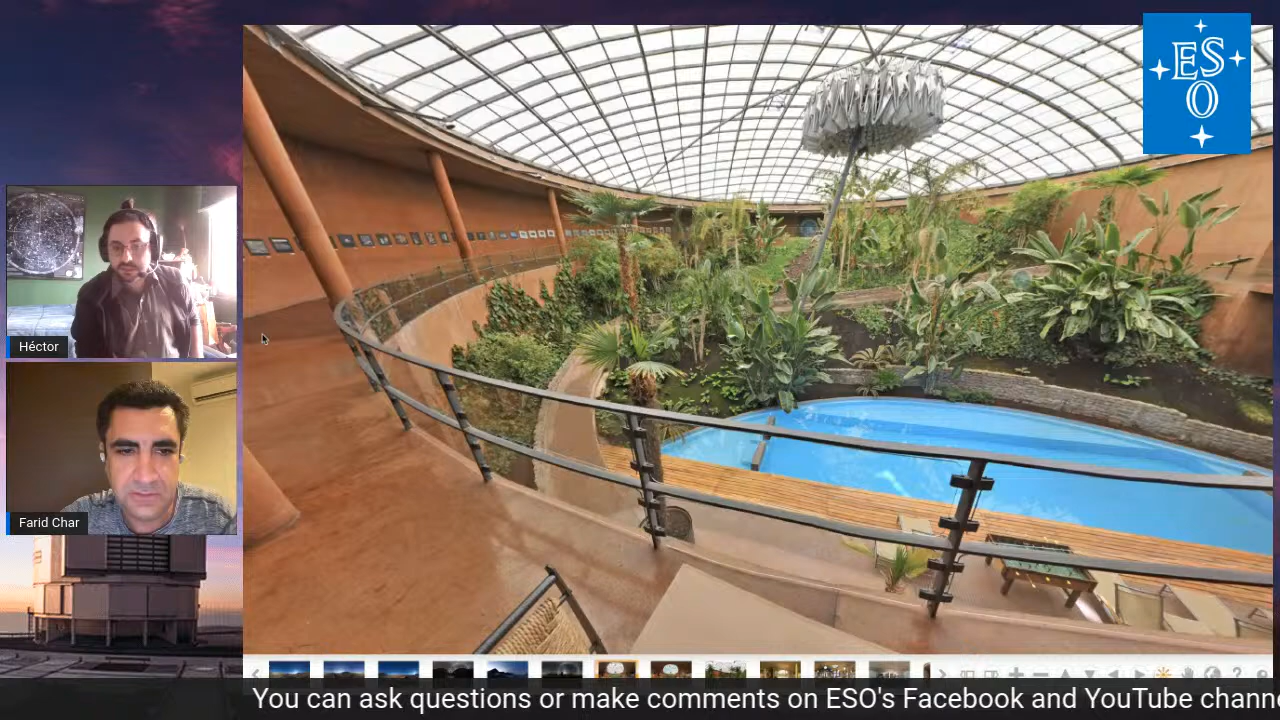 ESO
Héctor
Farid Char
You can ask questions or make comments on ESO's Facebook and YouTube chann